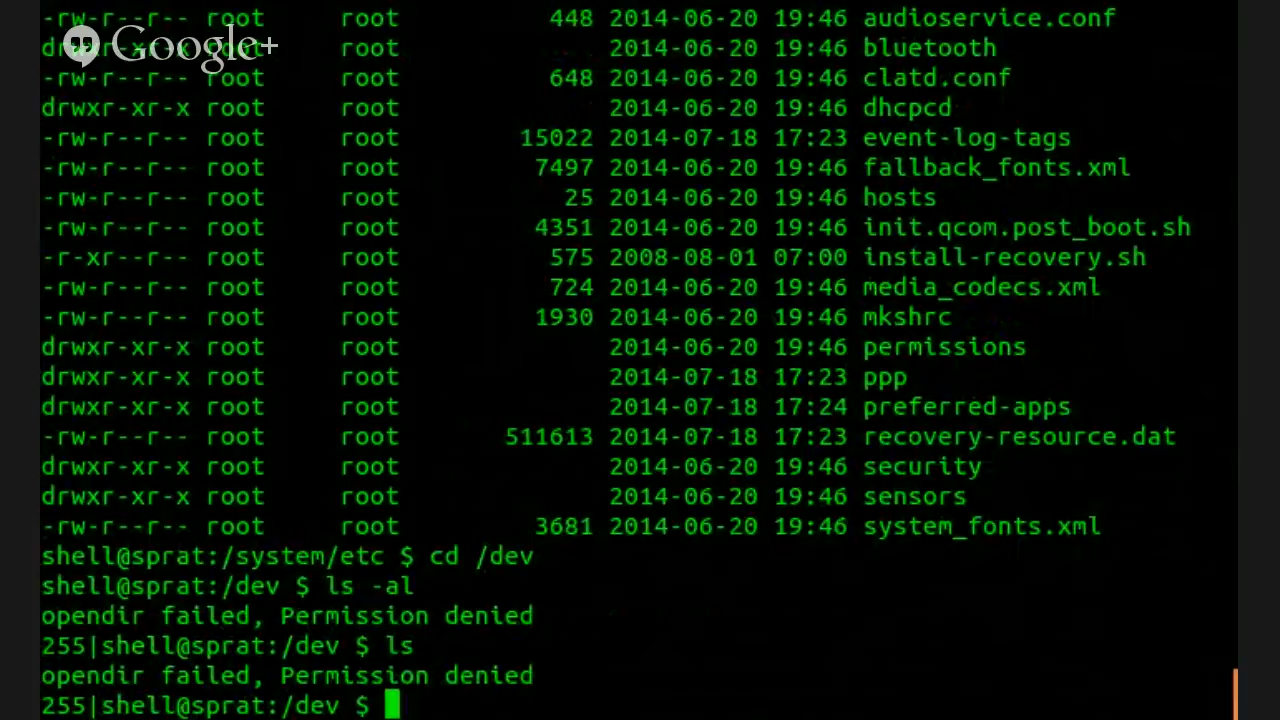 -rw-r--r-- root     root          448 2014-06-20 19:46 audioservice.conf
drwxr-xr-x root     root              2014-06-20 19:46 bluetooth
Google+
-rw-r--r-- root     root          648 2014-06-20 19:46 clatd.conf
drwxr-xr-x root     root              2014-06-20 19:46 dhcpcd
-rw-r--r-- root     root        15022 2014-07-18 17:23 event-log-tags
-rw-r--r-- root     root         7497 2014-06-20 19:46 fallback_fonts.xml
-rw-r--r-- root     root           25 2014-06-20 19:46 hosts
-rw-r--r-- root     root         4351 2014-06-20 19:46 init.qcom.post_boot.sh
-r-xr--r-- root     root          575 2008-08-01 07:00 install-recovery.sh
-rw-r--r-- root     root          724 2014-06-20 19:46 media_codecs.xml
-rw-r--r-- root     root         1930 2014-06-20 19:46 mkshrc
drwxr-xr-x root     root              2014-06-20 19:46 permissions
drwxr-xr-x root     root              2014-07-18 17:23 ppp
drwxr-xr-x root     root              2014-07-18 17:24 preferred-apps
-rw-r--r-- root     root       511613 2014-07-18 17:23 recovery-resource.dat
drwxr-xr-x root     root              2014-06-20 19:46 security
drwxr-xr-x root     root              2014-06-20 19:46 sensors
-rw-r--r-- root     root         3681 2014-06-20 19:46 system_fonts.xml
shell@sprat:/system/etc $ cd /dev
shell@sprat:/dev $ ls -al
opendir failed, Permission denied
255|shell@sprat:/dev $ ls
opendir failed, Permission denied
255|shell@sprat:/dev $